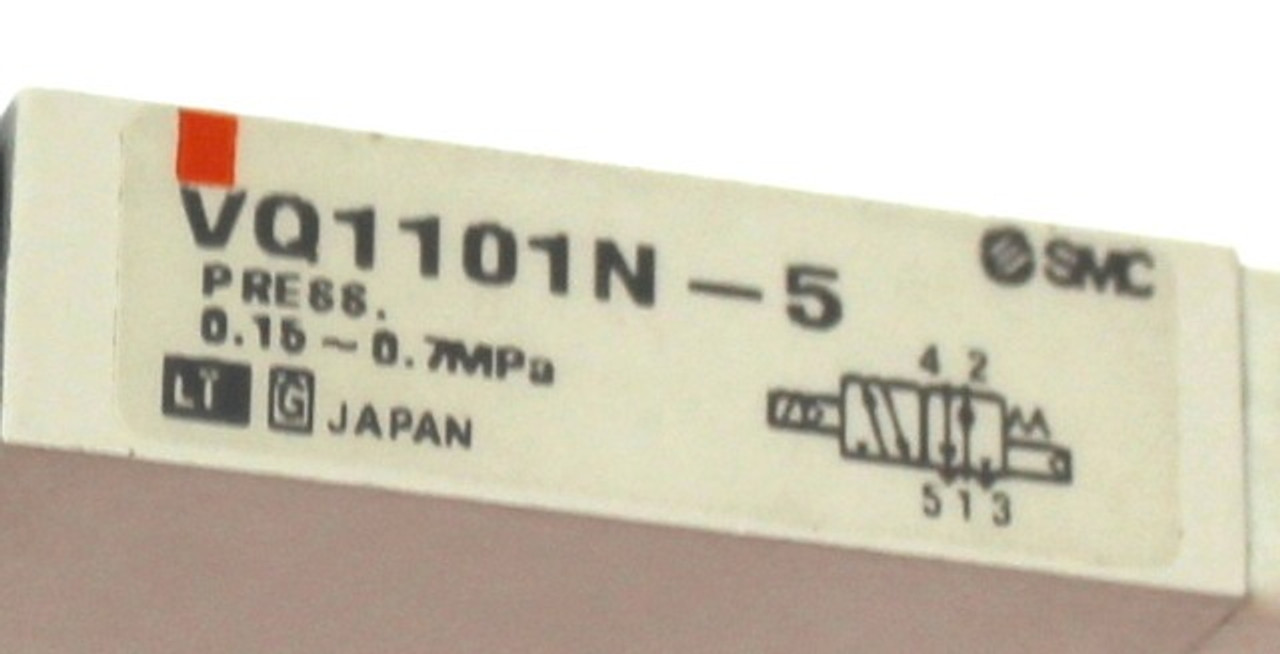 VQ1101N-5
SMC
PRESS.
0.15~0.7MPa
LT G JAPAN
4 2
5 1 3